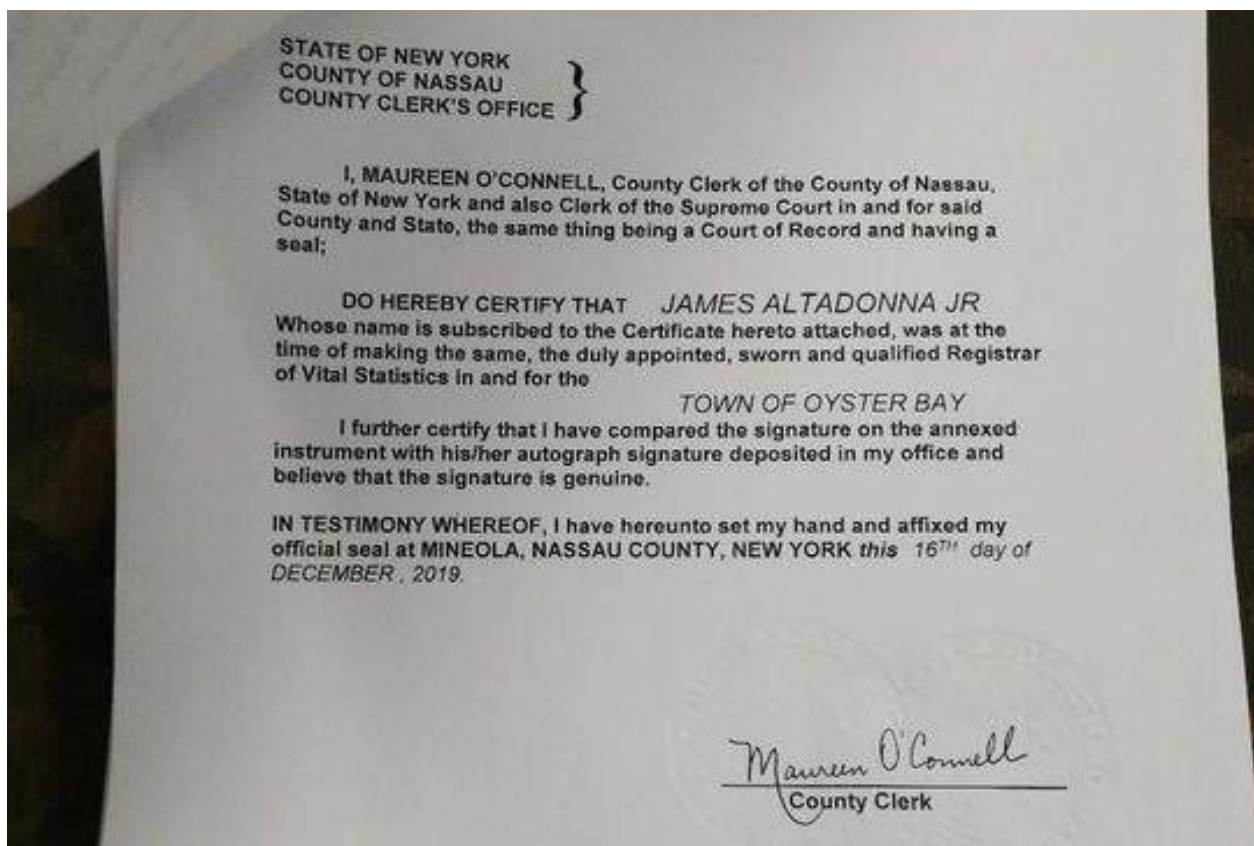 STATE OF NEW YORK
COUNTY OF NASSAU
COUNTY CLERK'S OFFICE }
I, MAUREEN O'CONNELL, County Clerk of the County of Nassau,
State of New York and also Clerk of the Supreme Court in and for said
County and State, the same thing being a Court of Record and having a
seal;
DO HEREBY CERTIFY THAT JAMES ALTADONNA JR
Whose name is subscribed to the Certificate hereto attached, was at the
time of making the same, the duly appointed, sworn and qualified Registrar
of Vital Statistics in and for the
TOWN OF OYSTER BAY
I further certify that I have compared the signature on the annexed
instrument with his/her autograph signature deposited in my office and
believe that the signature is genuine.
IN TESTIMONY WHEREOF, I have hereunto set my hand and affixed my
official seal at MINEOLA, NASSAU COUNTY, NEW YORK this 16TH day of
DECEMBER, 2019.
Maureen O'Connell
County Clerk